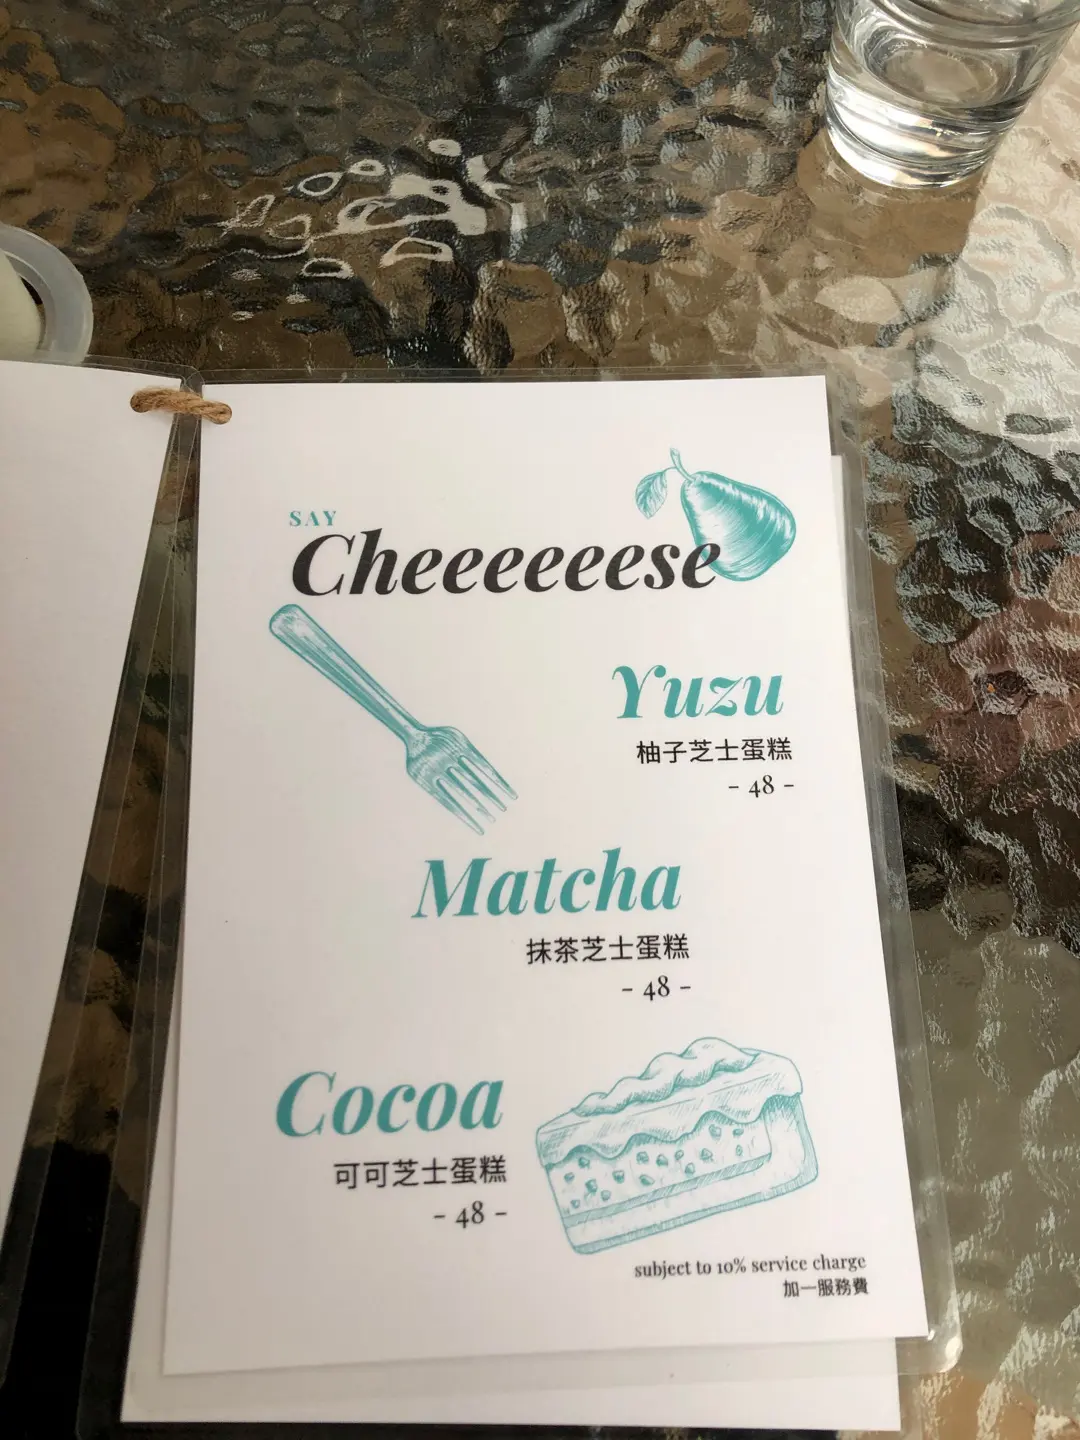 SAY
Cheeeeeese
Yuzu
柚子芝士蛋糕
- 48 -
Matcha
抹茶芝士蛋糕
- 48 -
Cocoa
可可芝士蛋糕
- 48 -
subject to 10% service charge
加一服務費